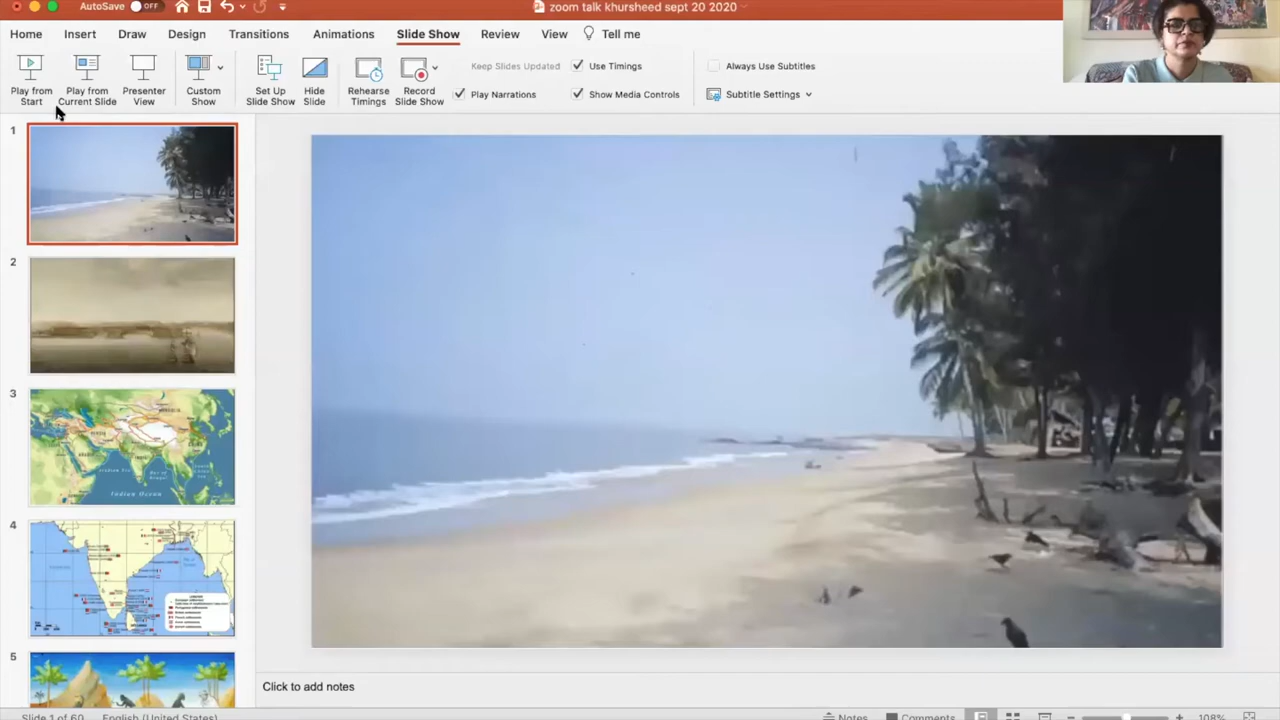 AutoSave OFF
zoom talk khursheed sept 20 2020
Home Insert Draw Design Transitions Animations Slide Show Review View Tell me
Play from Start
Play from Current Slide
Presenter View
Custom Show
Set Up Slide Show
Hide Slide
Rehearse Timings
Record Slide Show
Keep Slides Updated
Play Narrations
Use Timings
Show Media Controls
Always Use Subtitles
Subtitle Settings
1
2
3
Indian Ocean
4
5
Click to add notes
Slide 1 of 60 English (United States) Notes Comments 108%